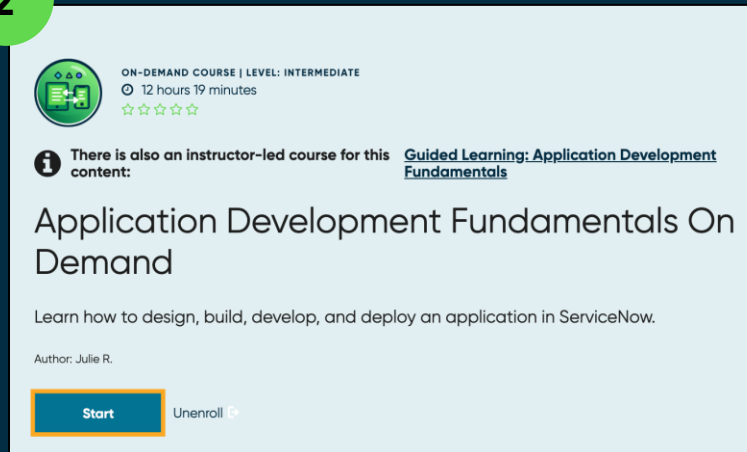 2
ON-DEMAND COURSE | LEVEL: INTERMEDIATE
12 hours 19 minutes
There is also an instructor-led course for this content:
Guided Learning: Application Development Fundamentals
Application Development Fundamentals On
Demand
Learn how to design, build, develop, and deploy an application in ServiceNow.
Author: Julie R.
Start
Unenroll